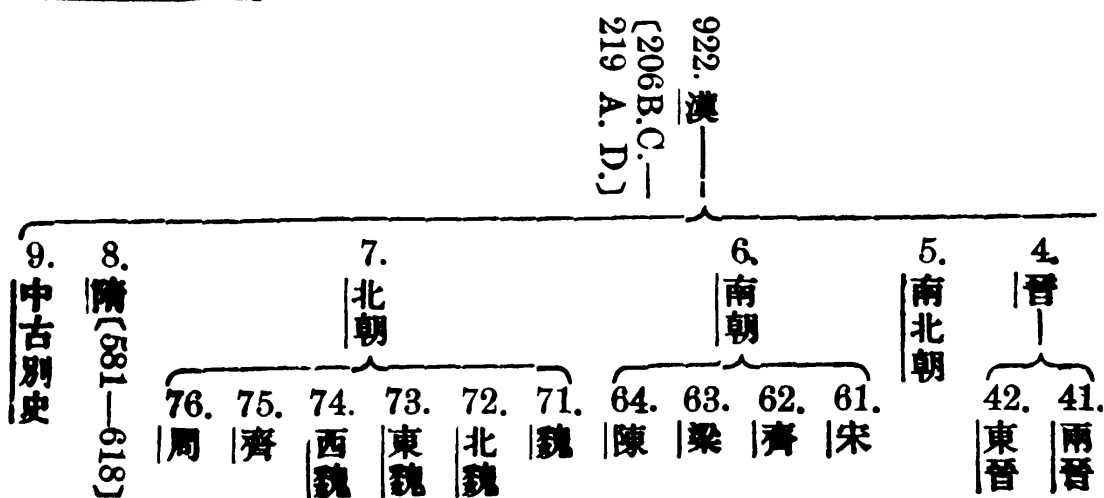 922. 漢
〔206B.C.—
219 A. D.〕
4. 晉
41. 兩晉
42. 東晉
5. 南北朝
6. 南朝
61. 宋
62. 齊
63. 梁
64. 陳
7. 北朝
71. 魏
72. 北魏
73. 東魏
74. 西魏
75. 齊
76. 周
8. 隋〔581—618〕
9. 中古別史